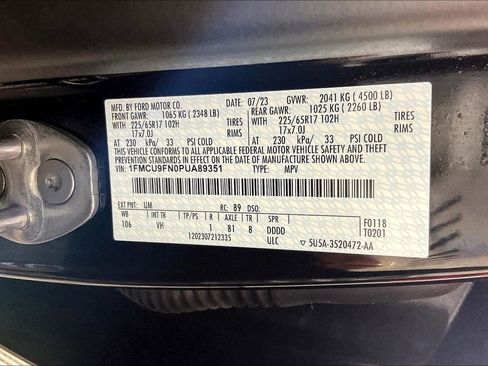 MFD. BY FORD MOTOR CO. DATE: 07/23 GVWR: 2041 KG ( 4500 LB)
FRONT GAWR: 1065 KG ( 2348 LB) REAR GAWR: 1025 KG ( 2260 LB)
WITH 225/65R17 102H TIRES WITH 225/65R17 102H TIRES
17x7.0J RIMS 17x7.0J RIMS
AT 230 kPa/ 33 PSI COLD AT 230 kPa/ 33 PSI COLD
THIS VEHICLE CONFORMS TO ALL APPLICABLE FEDERAL MOTOR VEHICLE SAFETY, BUMPER, AND THEFT
PREVENTION STANDARDS IN EFFECT ON THE DATE OF MANUFACTURE SHOWN ABOVE.
VIN: 1FMCU9FN0PUA89351 TYPE: MPV
EXT PNT: UM RC: B9 DSO:
WB INT TR TP/PS R AXLE TR SPR
106 VH 1 81 8 DDDD
1202307212335 ULC
F0118
T0201
5U5A-3520472-AA